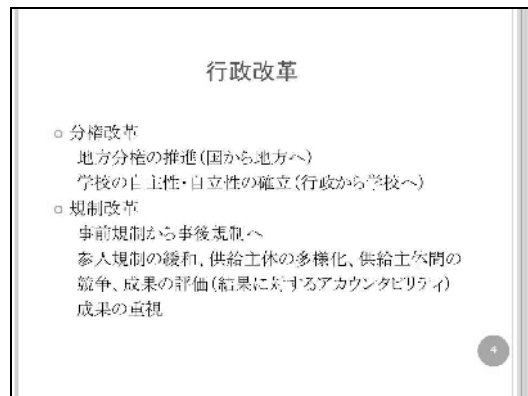 行政改革
○ 分権改革
地方分権の推進(国から地方へ)
学校の自主性・自立性の確立(行政から学校へ)
○ 規制改革
事前規制から事後規制へ
参入規制の緩和、供給主体の多様化、供給主体間の
競争、成果の評価(結果に対するアカウンタビリティ)
成果の重視
4